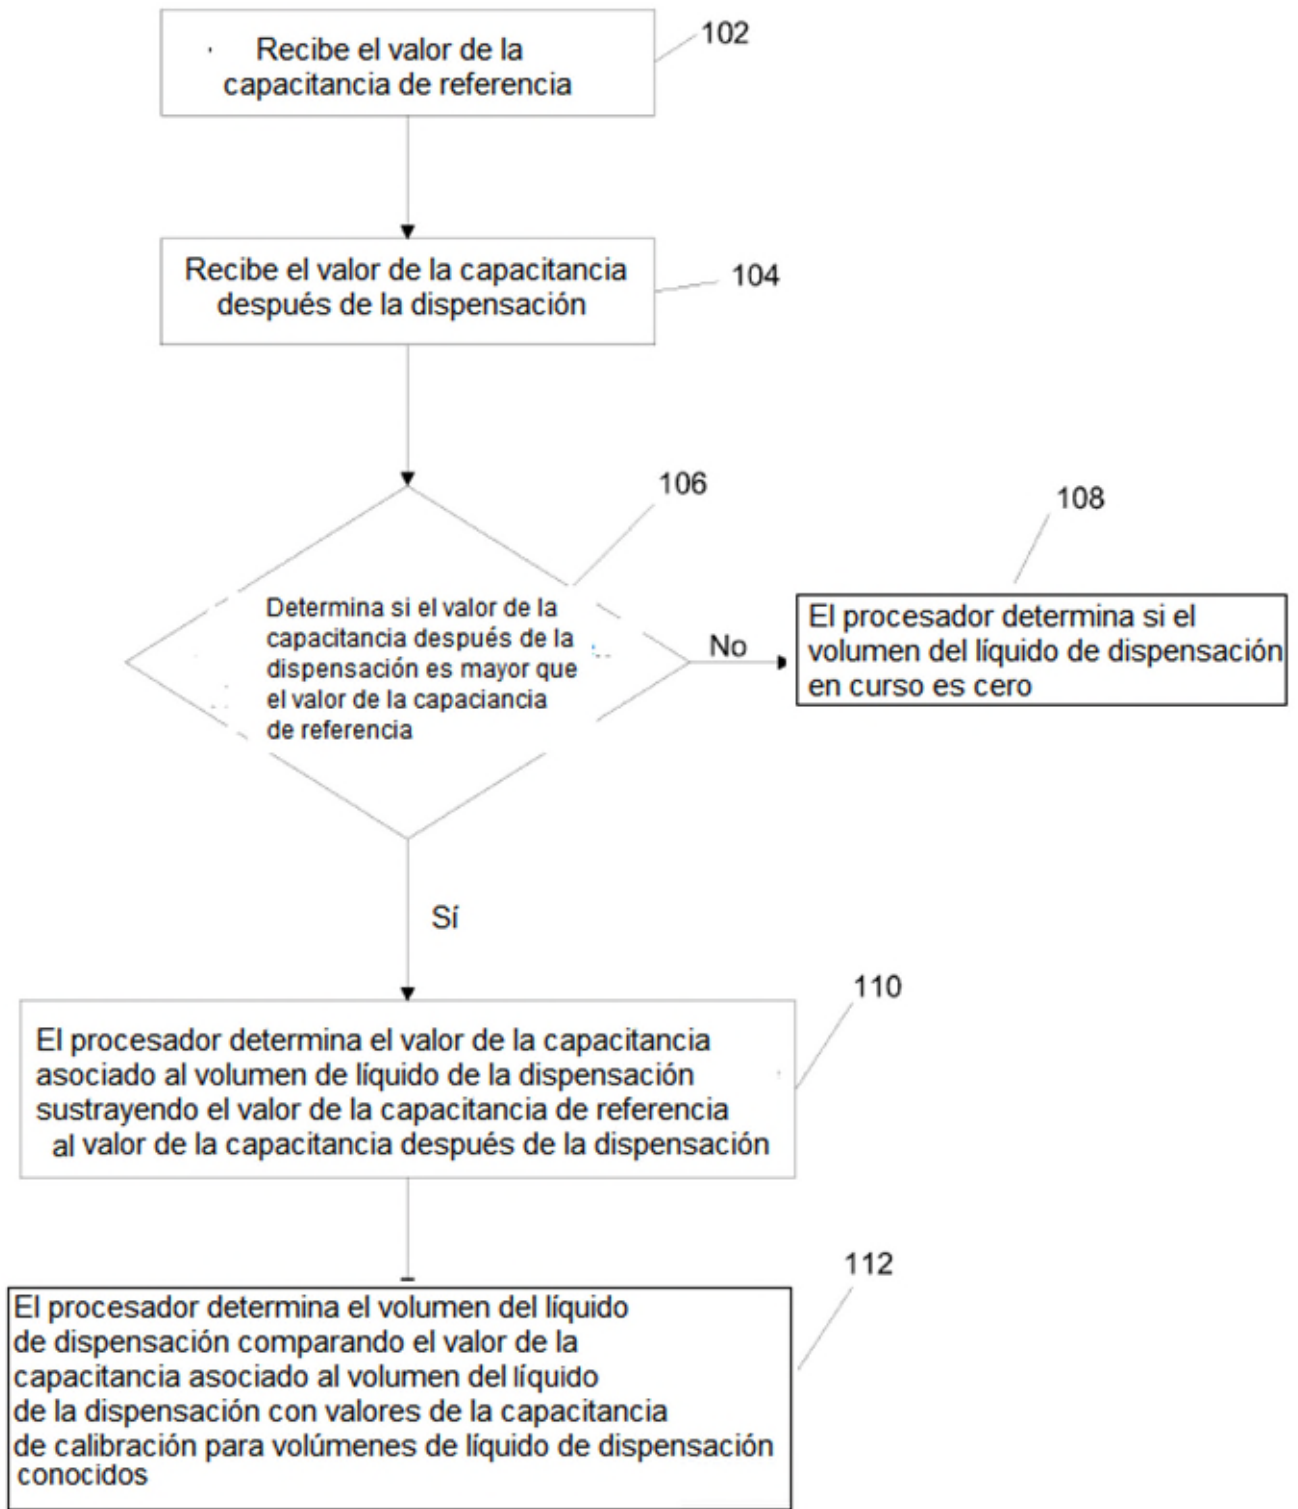 Recibe el valor de la
capacitancia de referencia
102
Recibe el valor de la capacitancia
después de la dispensación
104
106
Determina si el valor de la
capacitancia después de la
dispensación es mayor que
el valor de la capaciancia
de referencia
No
108
El procesador determina si el
volumen del líquido de dispensación
en curso es cero
Sí
110
El procesador determina el valor de la capacitancia
asociado al volumen de líquido de la dispensación
sustrayendo el valor de la capacitancia de referencia
al valor de la capacitancia después de la dispensación
112
El procesador determina el volumen del líquido
de dispensación comparando el valor de la
capacitancia asociado al volumen del líquido
de la dispensación con valores de la capacitancia
de calibración para volúmenes de líquido de dispensación
conocidos